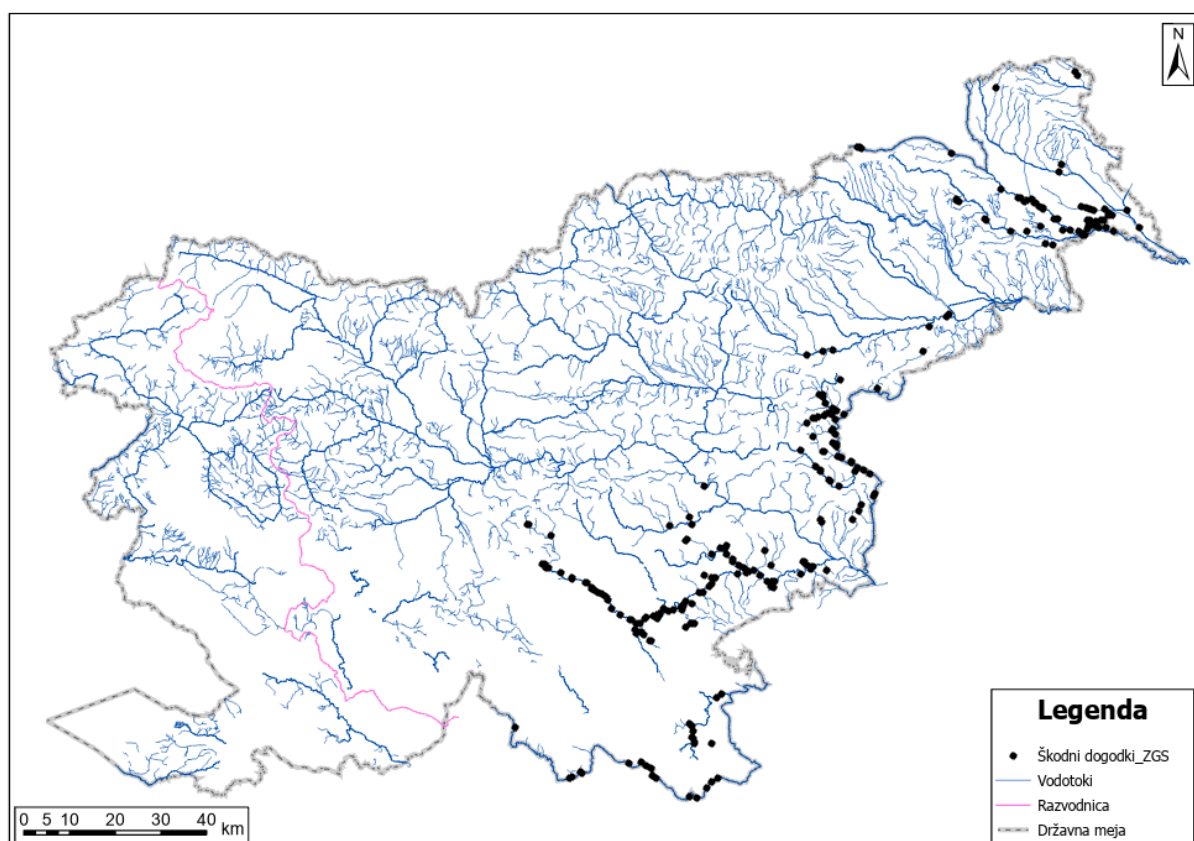 N
Legenda
Škodni dogodki_ZGS
Vodotoki
Razvodnica
Državna meja
0 5 10 20 30 40 km